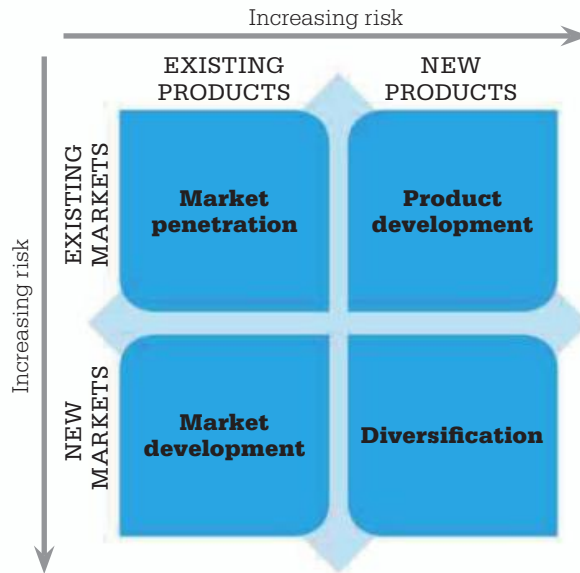 Increasing risk
EXISTING
PRODUCTS
NEW
PRODUCTS
Increasing risk
EXISTING
MARKETS
Market
penetration
Product
development
NEW
MARKETS
Market
development
Diversification